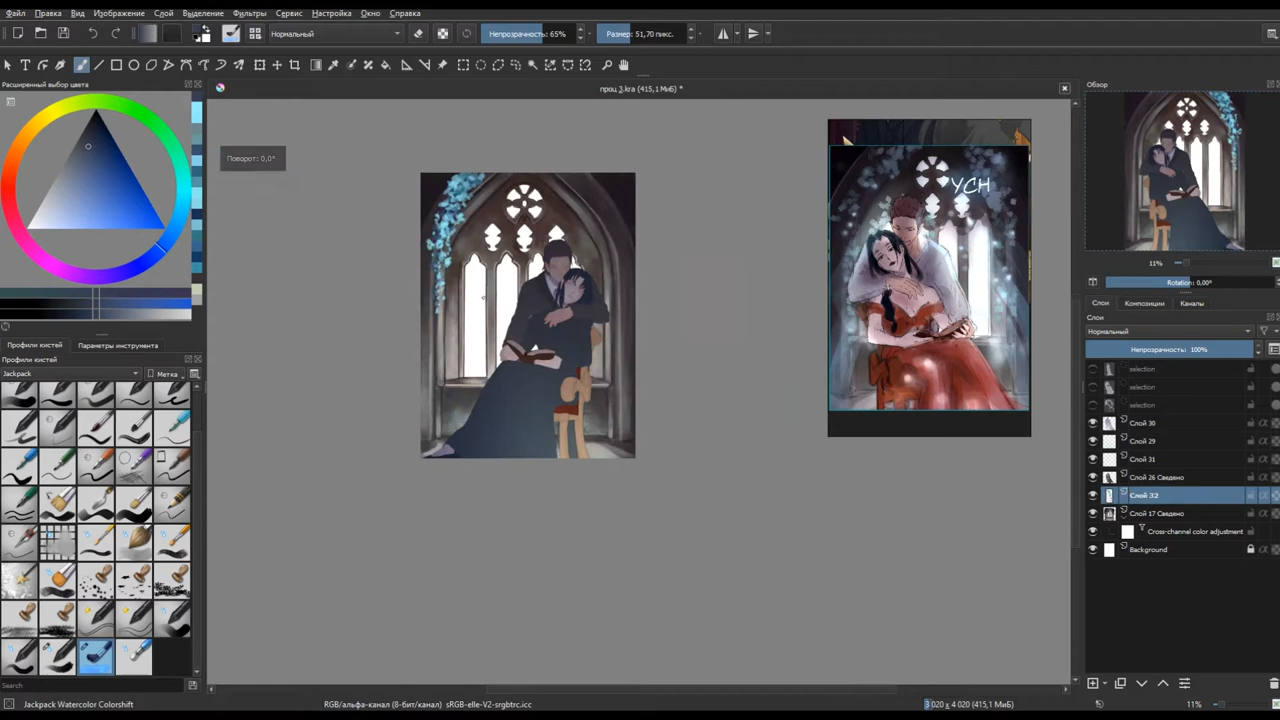 Файл Правка Вид Изображение Слой Выделение Фильтры Сервис Настройка Окно Справка
Нормальный
Непрозрачность: 65%
Размер: 51,70 пикс.
Расширенный выбор цвета
проц 3.kra (415,1 МиБ) *
Обзор
Поворот: 0,0°
YCH
11%
Rotation: 0,00°
Слои Композиции Каналы
Слои
Нормальный
Непрозрачность: 100%
selection
selection
selection
Слой 30
Слой 29
Слой 31
Слой 26 Сведено
Слой 32
Слой 17 Сведено
Cross-channel color adjustment
Background
Профили кистей Параметры инструмента
Профили кистей
Jackpack
Метка
Search
Jackpack Watercolor Colorshift
RGB/альфа-канал (8-бит/канал) sRGB-elle-V2-srgbtrc.icc
3 020 x 4 020 (415,1 МиБ)
11%